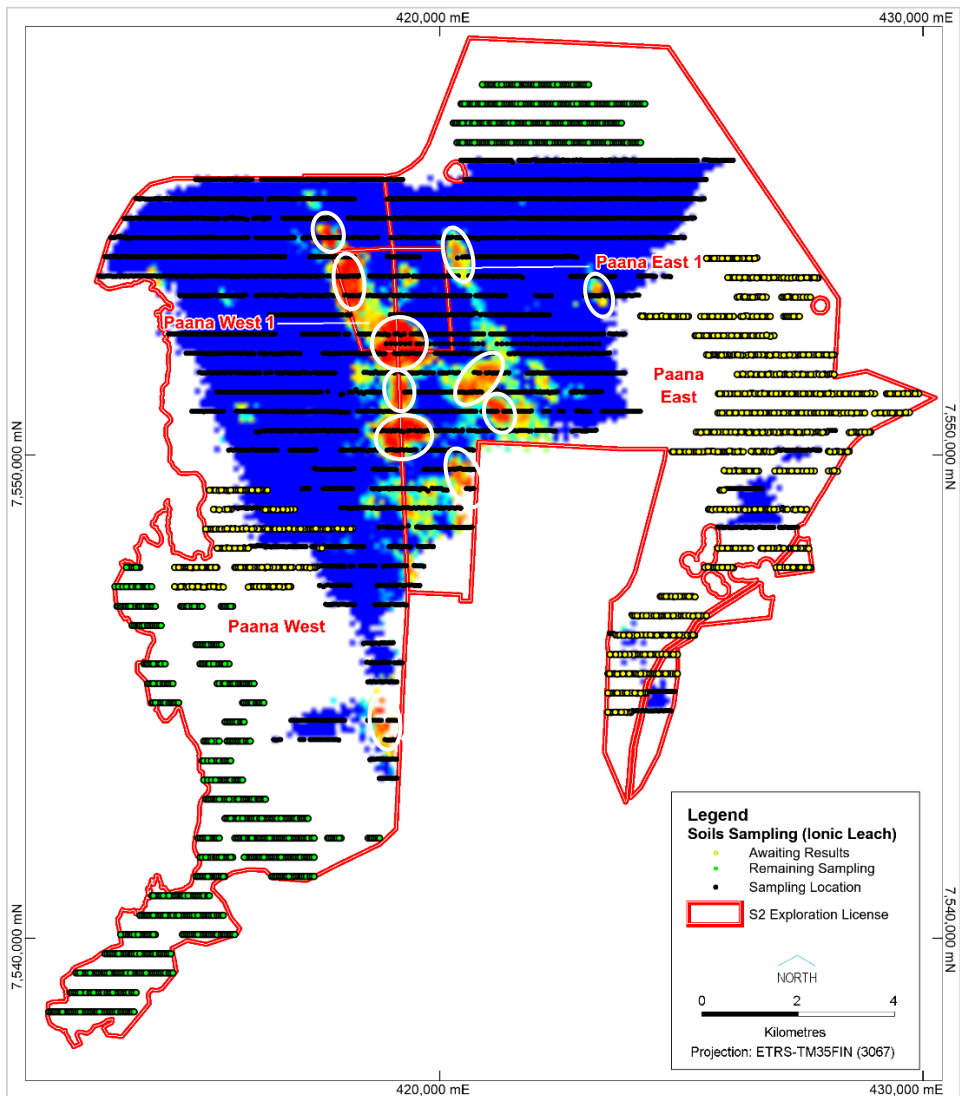 420,000 mE
430,000 mE
Paana East 1
Paana West 1
Paana
East
7,550,000 mN
7,550,000 mN
Paana West
Legend
Soils Sampling (Ionic Leach)
Awaiting Results
Remaining Sampling
Sampling Location
S2 Exploration License
NORTH
0 2 4
Kilometres
Projection: ETRS-TM35FIN (3067)
7,540,000 mN
7,540,000 mN
420,000 mE
430,000 mE